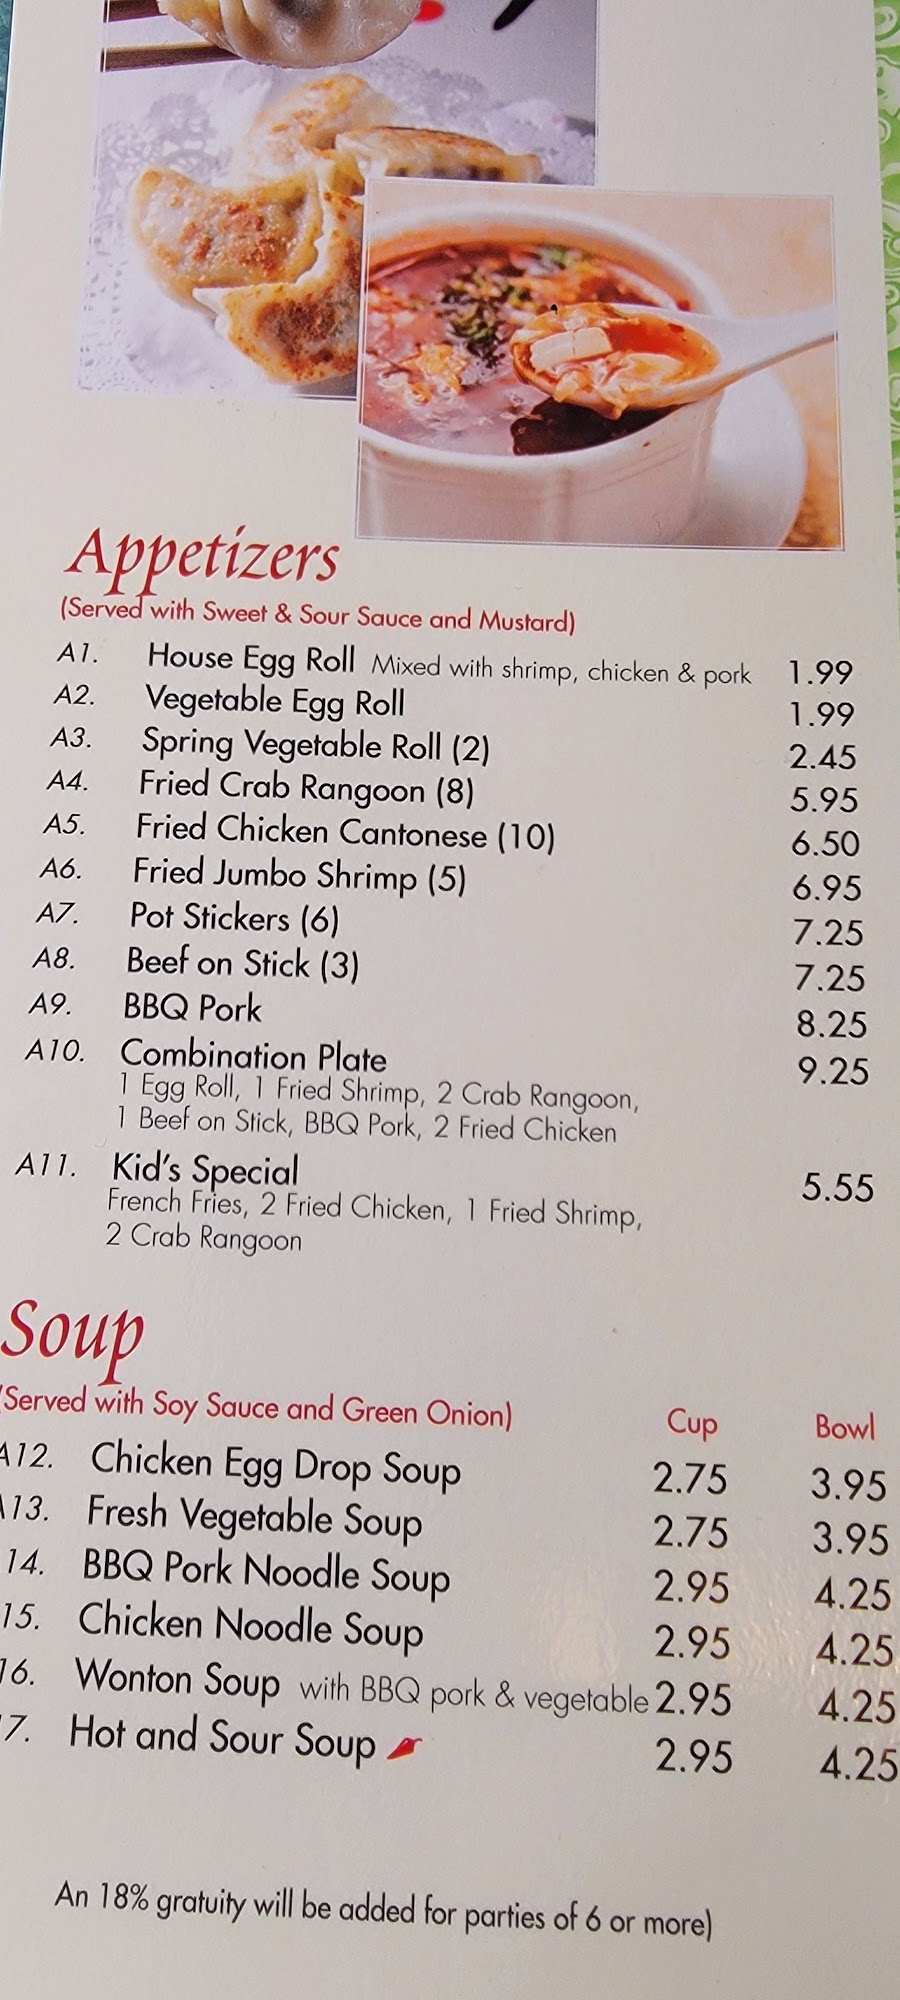 Appetizers
(Served with Sweet & Sour Sauce and Mustard)
A1. House Egg Roll Mixed with shrimp, chicken & pork 1.99
A2. Vegetable Egg Roll 1.99
A3. Spring Vegetable Roll (2) 2.45
A4. Fried Crab Rangoon (8) 5.95
A5. Fried Chicken Cantonese (10) 6.50
A6. Fried Jumbo Shrimp (5) 6.95
A7. Pot Stickers (6) 7.25
A8. Beef on Stick (3) 7.25
A9. BBQ Pork 8.25
A10. Combination Plate 9.25
1 Egg Roll, 1 Fried Shrimp, 2 Crab Rangoon,
1 Beef on Stick, BBQ Pork, 2 Fried Chicken
A11. Kid's Special 5.55
French Fries, 2 Fried Chicken, 1 Fried Shrimp,
2 Crab Rangoon
Soup
(Served with Soy Sauce and Green Onion) Cup Bowl
A12. Chicken Egg Drop Soup 2.75 3.95
A13. Fresh Vegetable Soup 2.75 3.95
14. BBQ Pork Noodle Soup 2.95 4.25
15. Chicken Noodle Soup 2.95 4.25
16. Wonton Soup with BBQ pork & vegetable 2.95 4.25
7. Hot and Sour Soup 2.95 4.25
An 18% gratuity will be added for parties of 6 or more)